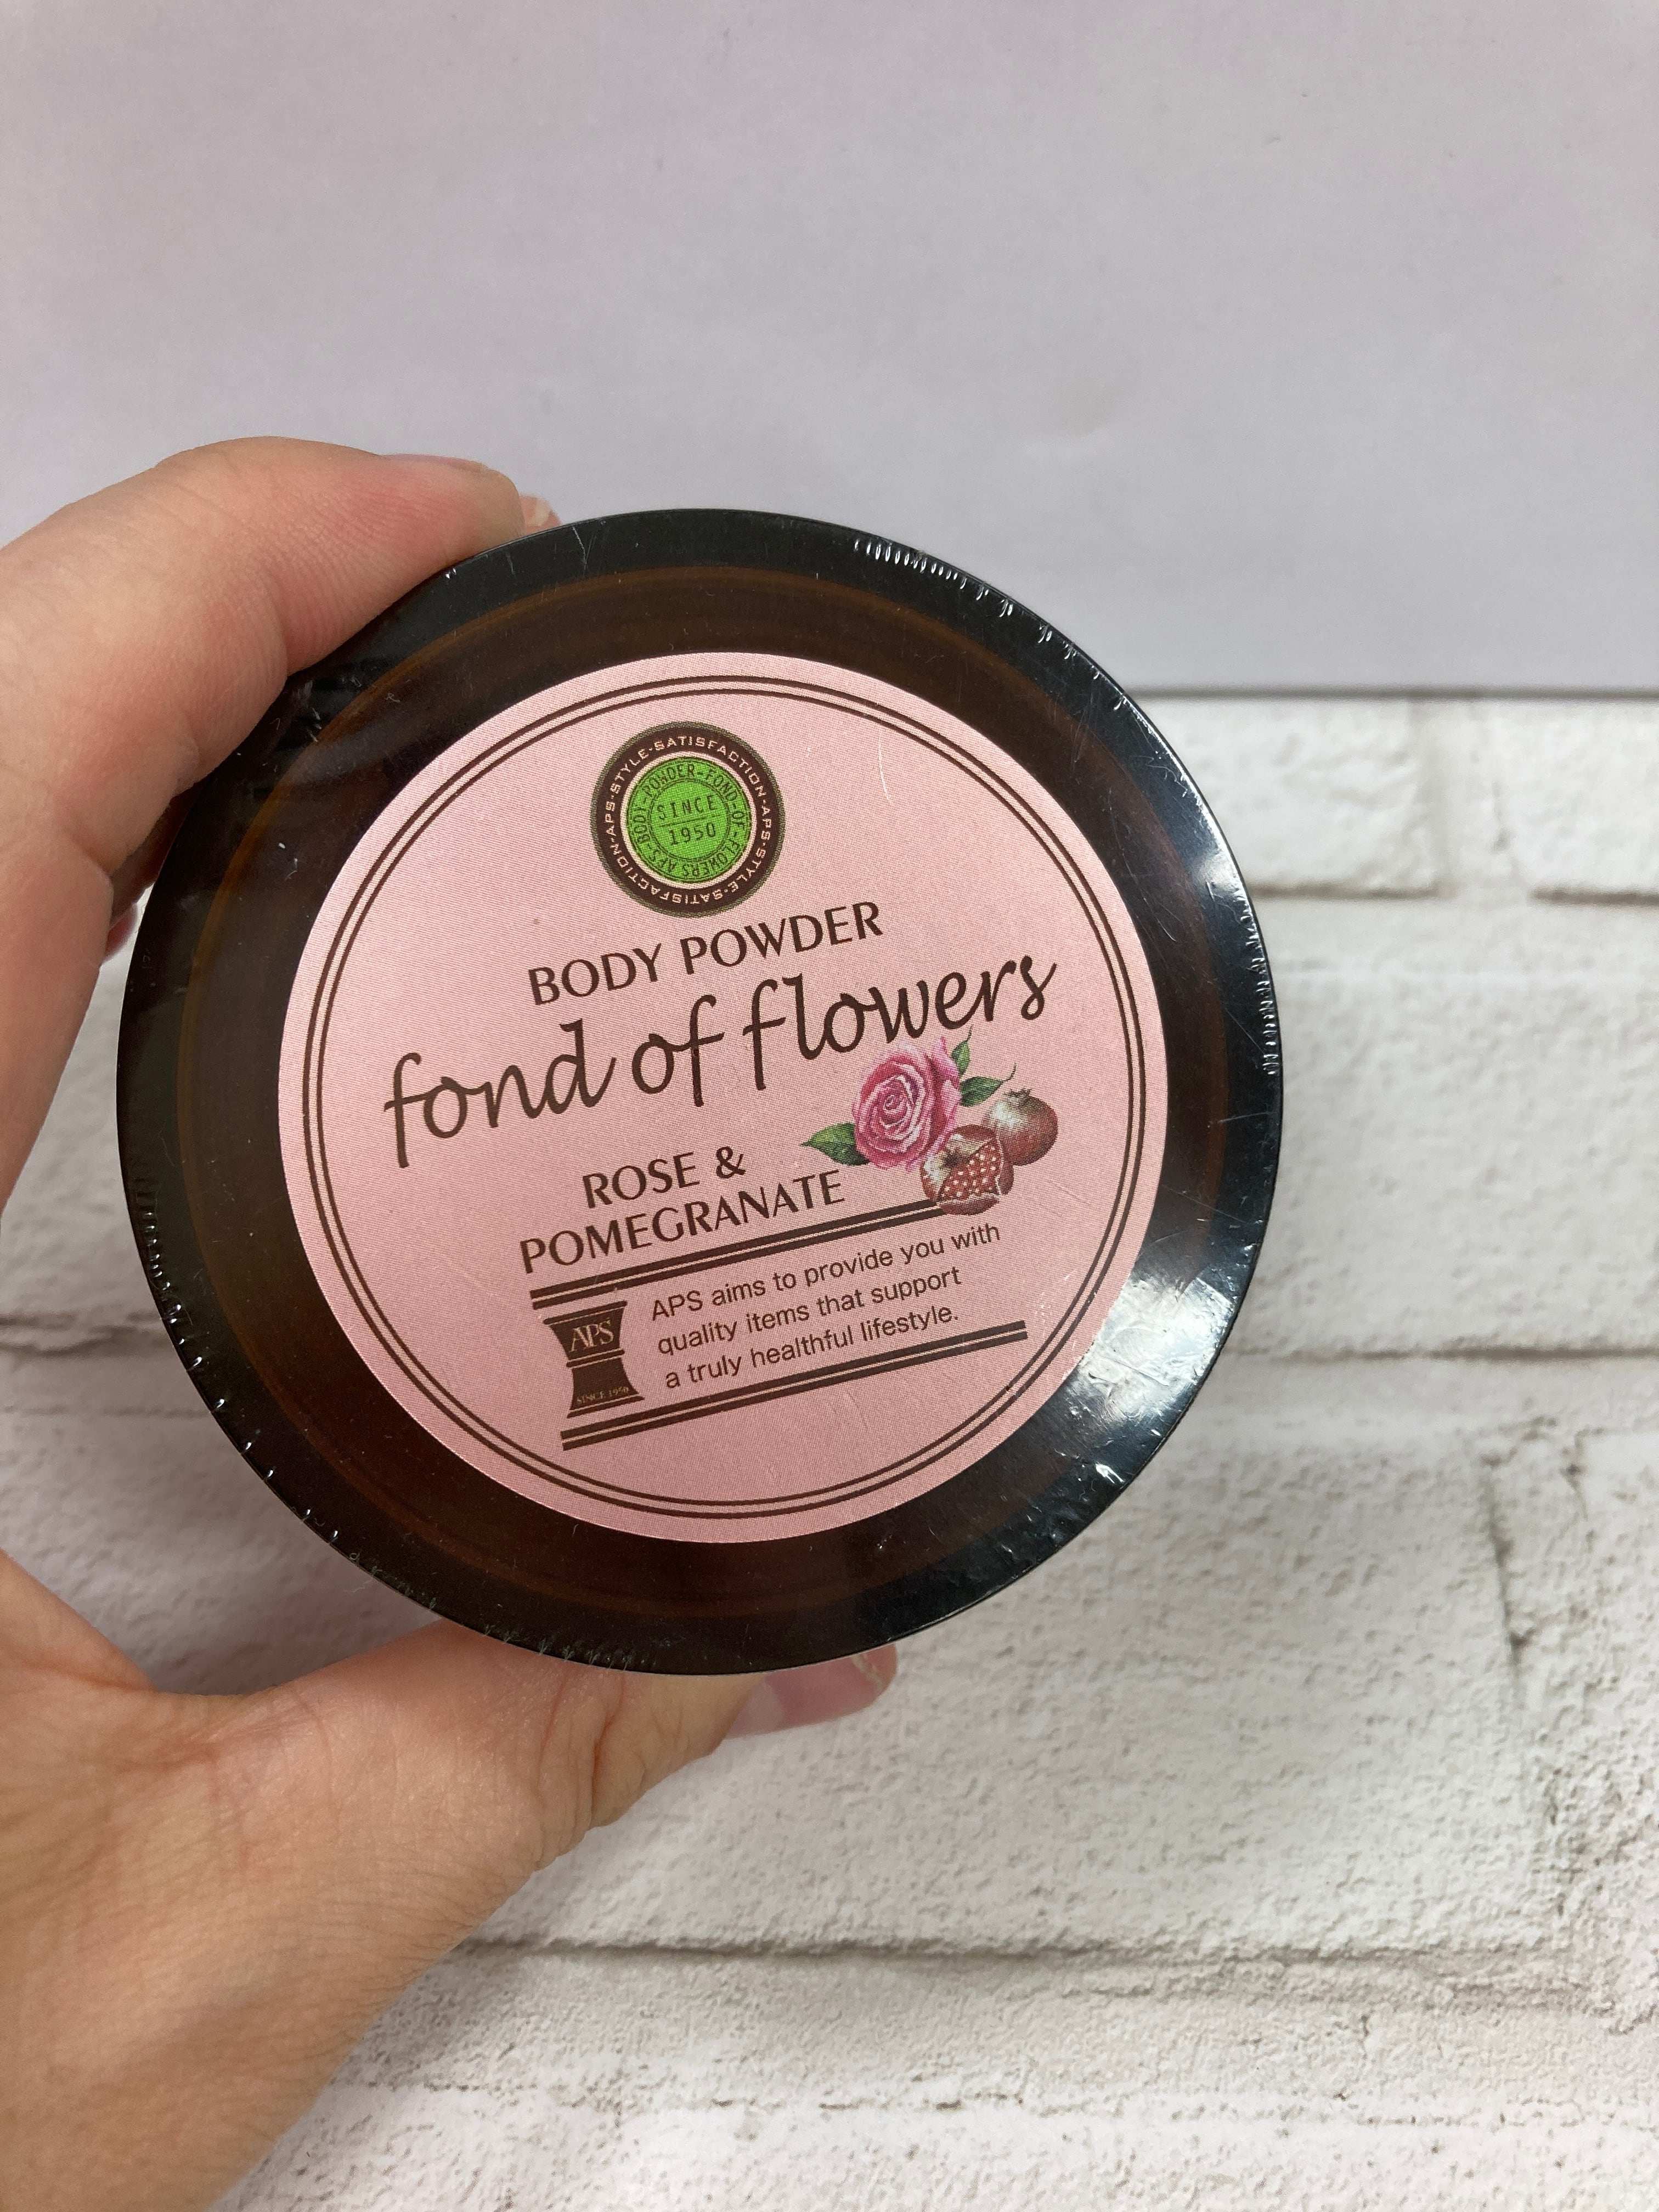 APS-STYLE-SATISFACTION-APS-STYLE-SATISFACTION-
BODY-POWDER-FOND-OF-FLOWERS APS-
SINCE
1950
BODY POWDER
fond of flowers
ROSE &
POMEGRANATE
APS
SINCE 1950
APS aims to provide you with
quality items that support
a truly healthful lifestyle.